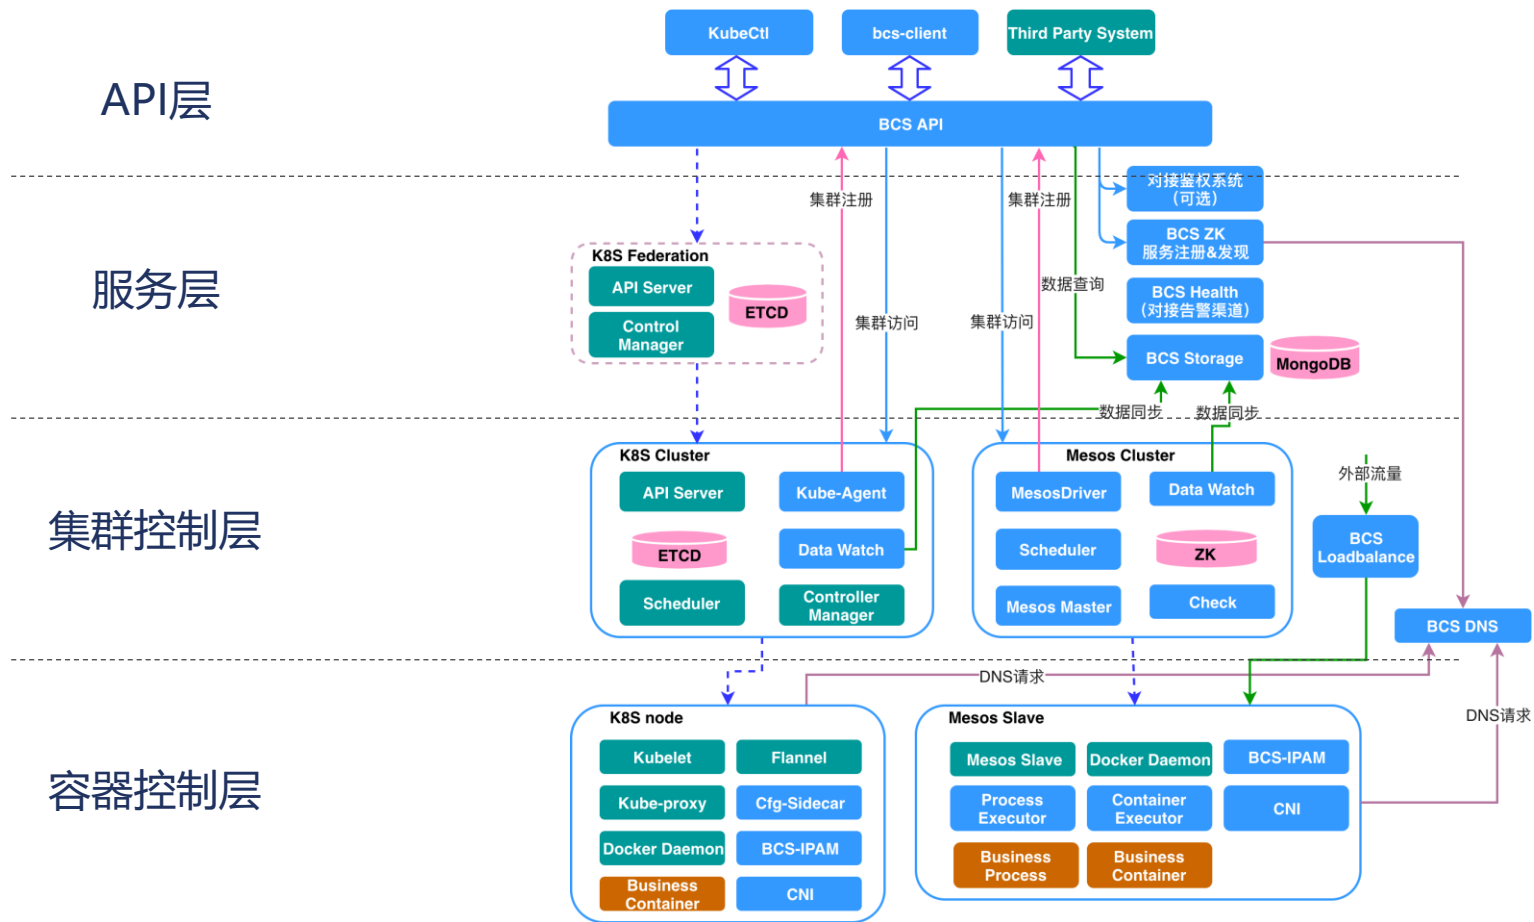 KubeCtl
bcs-client
Third Party System
API层
BCS API
对接鉴权系统
（可选）
集群注册
集群注册
BCS ZK
服务注册&发现
K8S Federation
API Server
ETCD
Control
Manager
服务层
数据查询
BCS Health
（对接告警渠道）
集群访问
集群访问
BCS Storage
MongoDB
数据同步
数据同步
集群控制层
K8S Cluster
API Server
Kube-Agent
ETCD
Data Watch
Scheduler
Controller
Manager
Mesos Cluster
MesosDriver
Data Watch
Scheduler
ZK
Mesos Master
Check
外部流量
BCS
Loadbalance
BCS DNS
DNS请求
DNS请求
容器控制层
K8S node
Kubelet
Flannel
Kube-proxy
Cfg-Sidecar
Docker Daemon
BCS-IPAM
Business
Container
CNI
Mesos Slave
Mesos Slave
Docker Daemon
BCS-IPAM
Process
Executor
Container
Executor
CNI
Business
Process
Business
Container